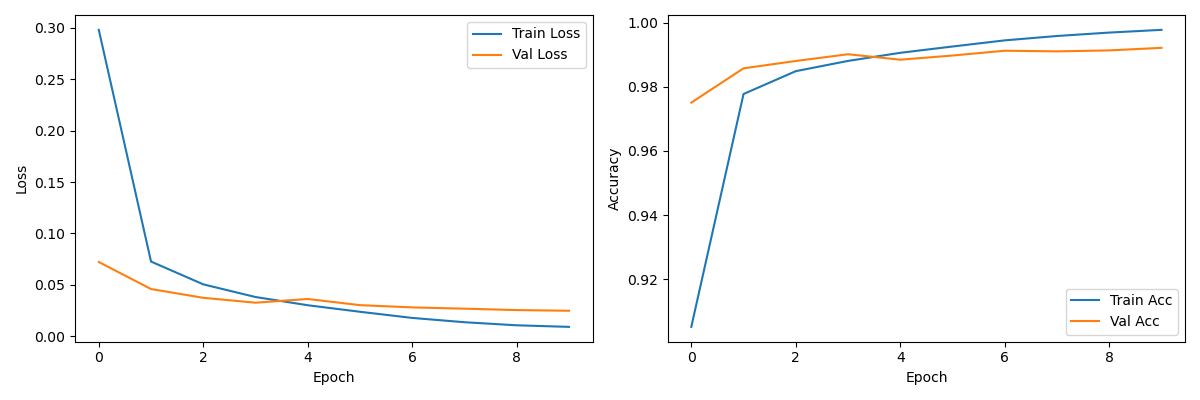 0.30
0.25
0.20
0.15
0.10
0.05
0.00
Loss
Train Loss
Val Loss
0 2 4 6 8
Epoch
1.00
0.98
0.96
0.94
0.92
Accuracy
Train Acc
Val Acc
0 2 4 6 8
Epoch